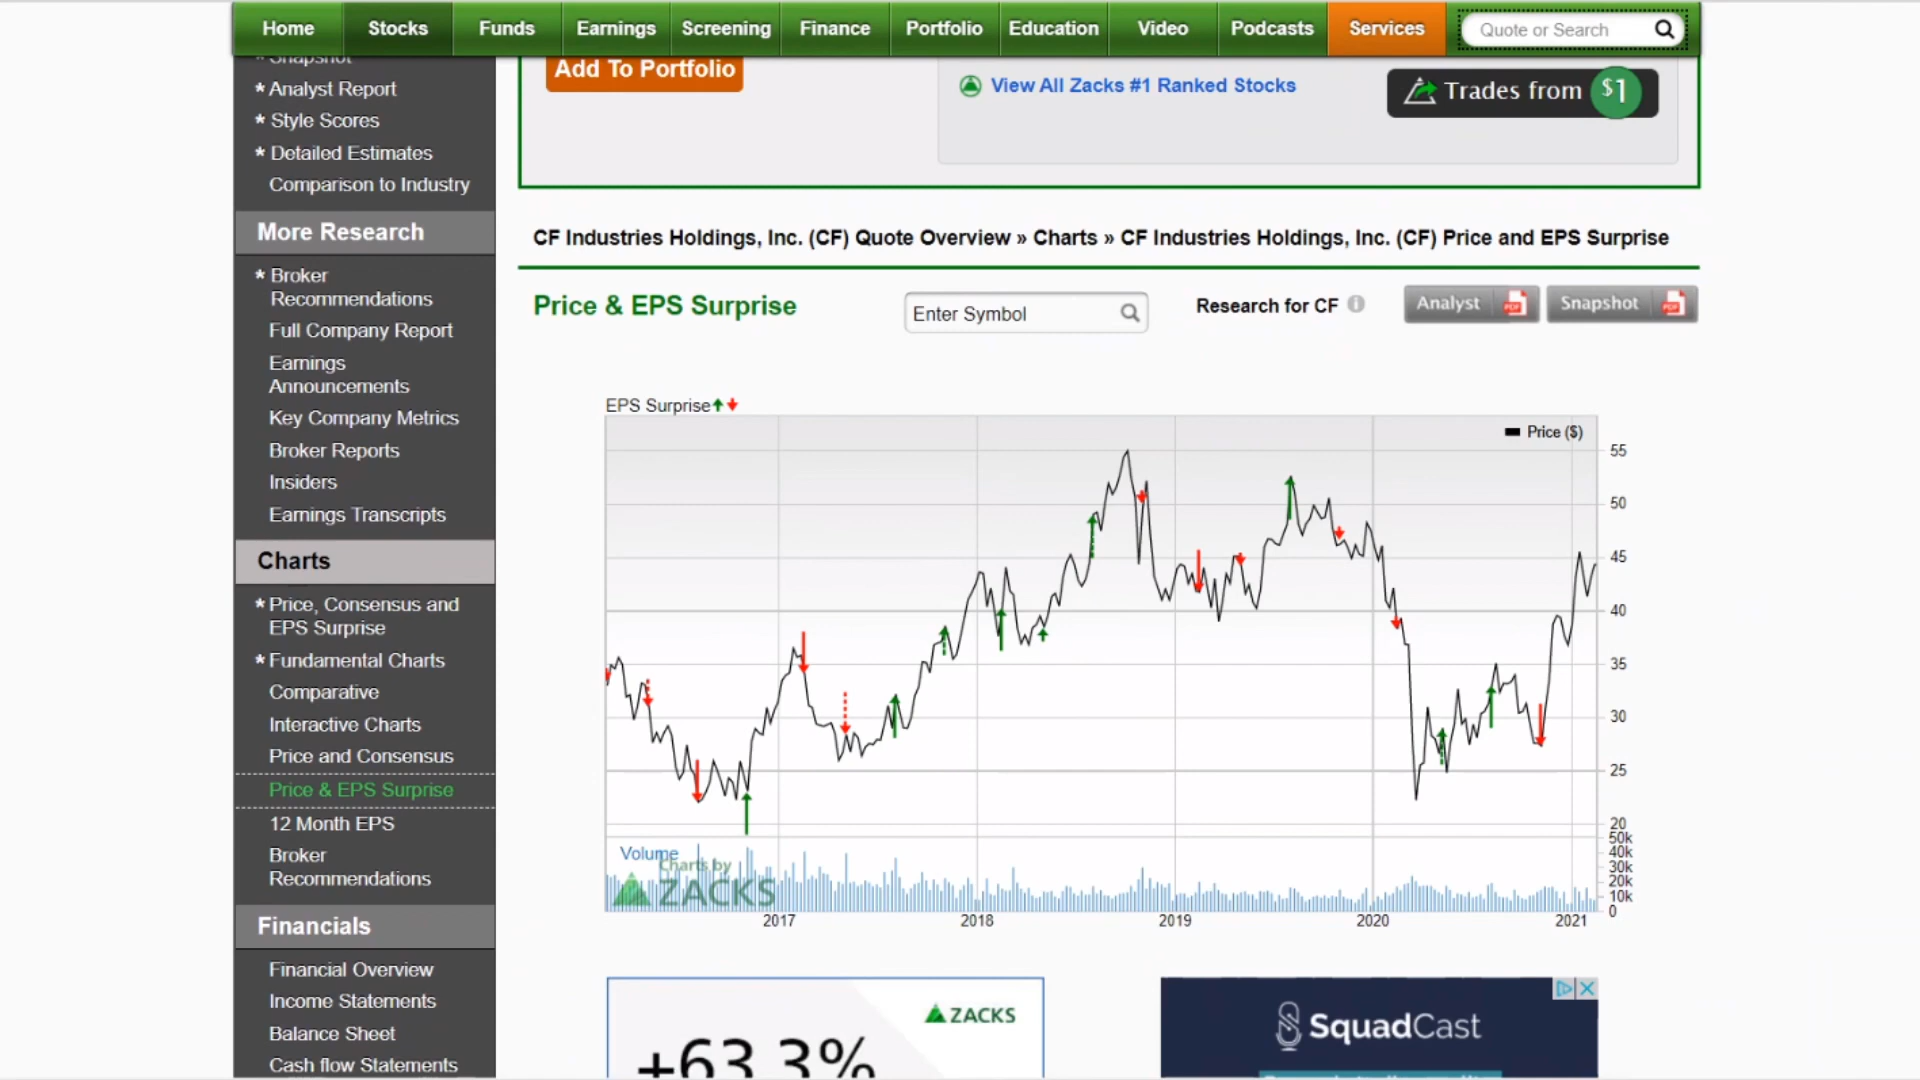 Home Stocks Funds Earnings Screening Finance Portfolio Education Video Podcasts Services Quote or Search
Snapshot
* Analyst Report
* Style Scores
* Detailed Estimates
Comparison to Industry
More Research
* Broker
Recommendations
Full Company Report
Earnings
Announcements
Key Company Metrics
Broker Reports
Insiders
Earnings Transcripts
Charts
* Price, Consensus and
EPS Surprise
* Fundamental Charts
Comparative
Interactive Charts
Price and Consensus
Price & EPS Surprise
12 Month EPS
Broker
Recommendations
Financials
Financial Overview
Income Statements
Balance Sheet
Cash flow Statements
Add To Portfolio
View All Zacks #1 Ranked Stocks
Trades from $1
CF Industries Holdings, Inc. (CF) Quote Overview » Charts » CF Industries Holdings, Inc. (CF) Price and EPS Surprise
Price & EPS Surprise
Enter Symbol
Research for CF
Analyst PDF
Snapshot PDF
EPS Surprise
Price ($)
55
50
45
40
35
30
25
20
50k
40k
30k
20k
10k
0
Volume
Charts by
ZACKS
2017 2018 2019 2020 2021
ZACKS
+63.3%
SquadCast